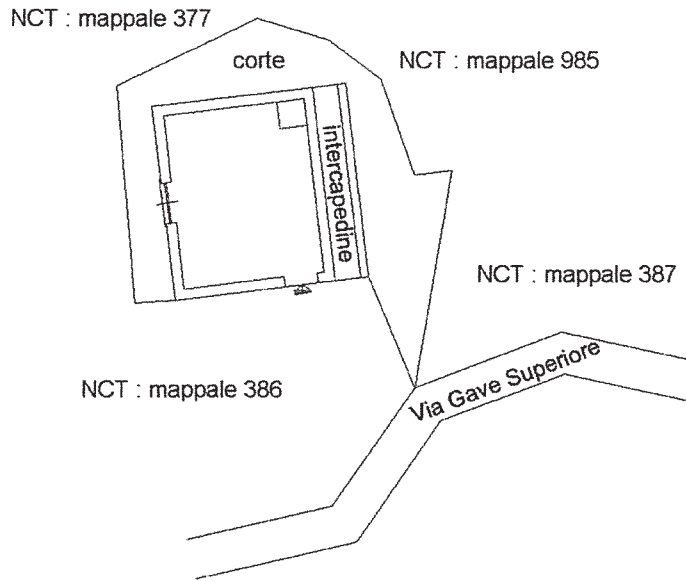 NCT : mappale 377
corte
NCT : mappale 985
intercapedine
NCT : mappale 387
NCT : mappale 386
Via Gave Superiore